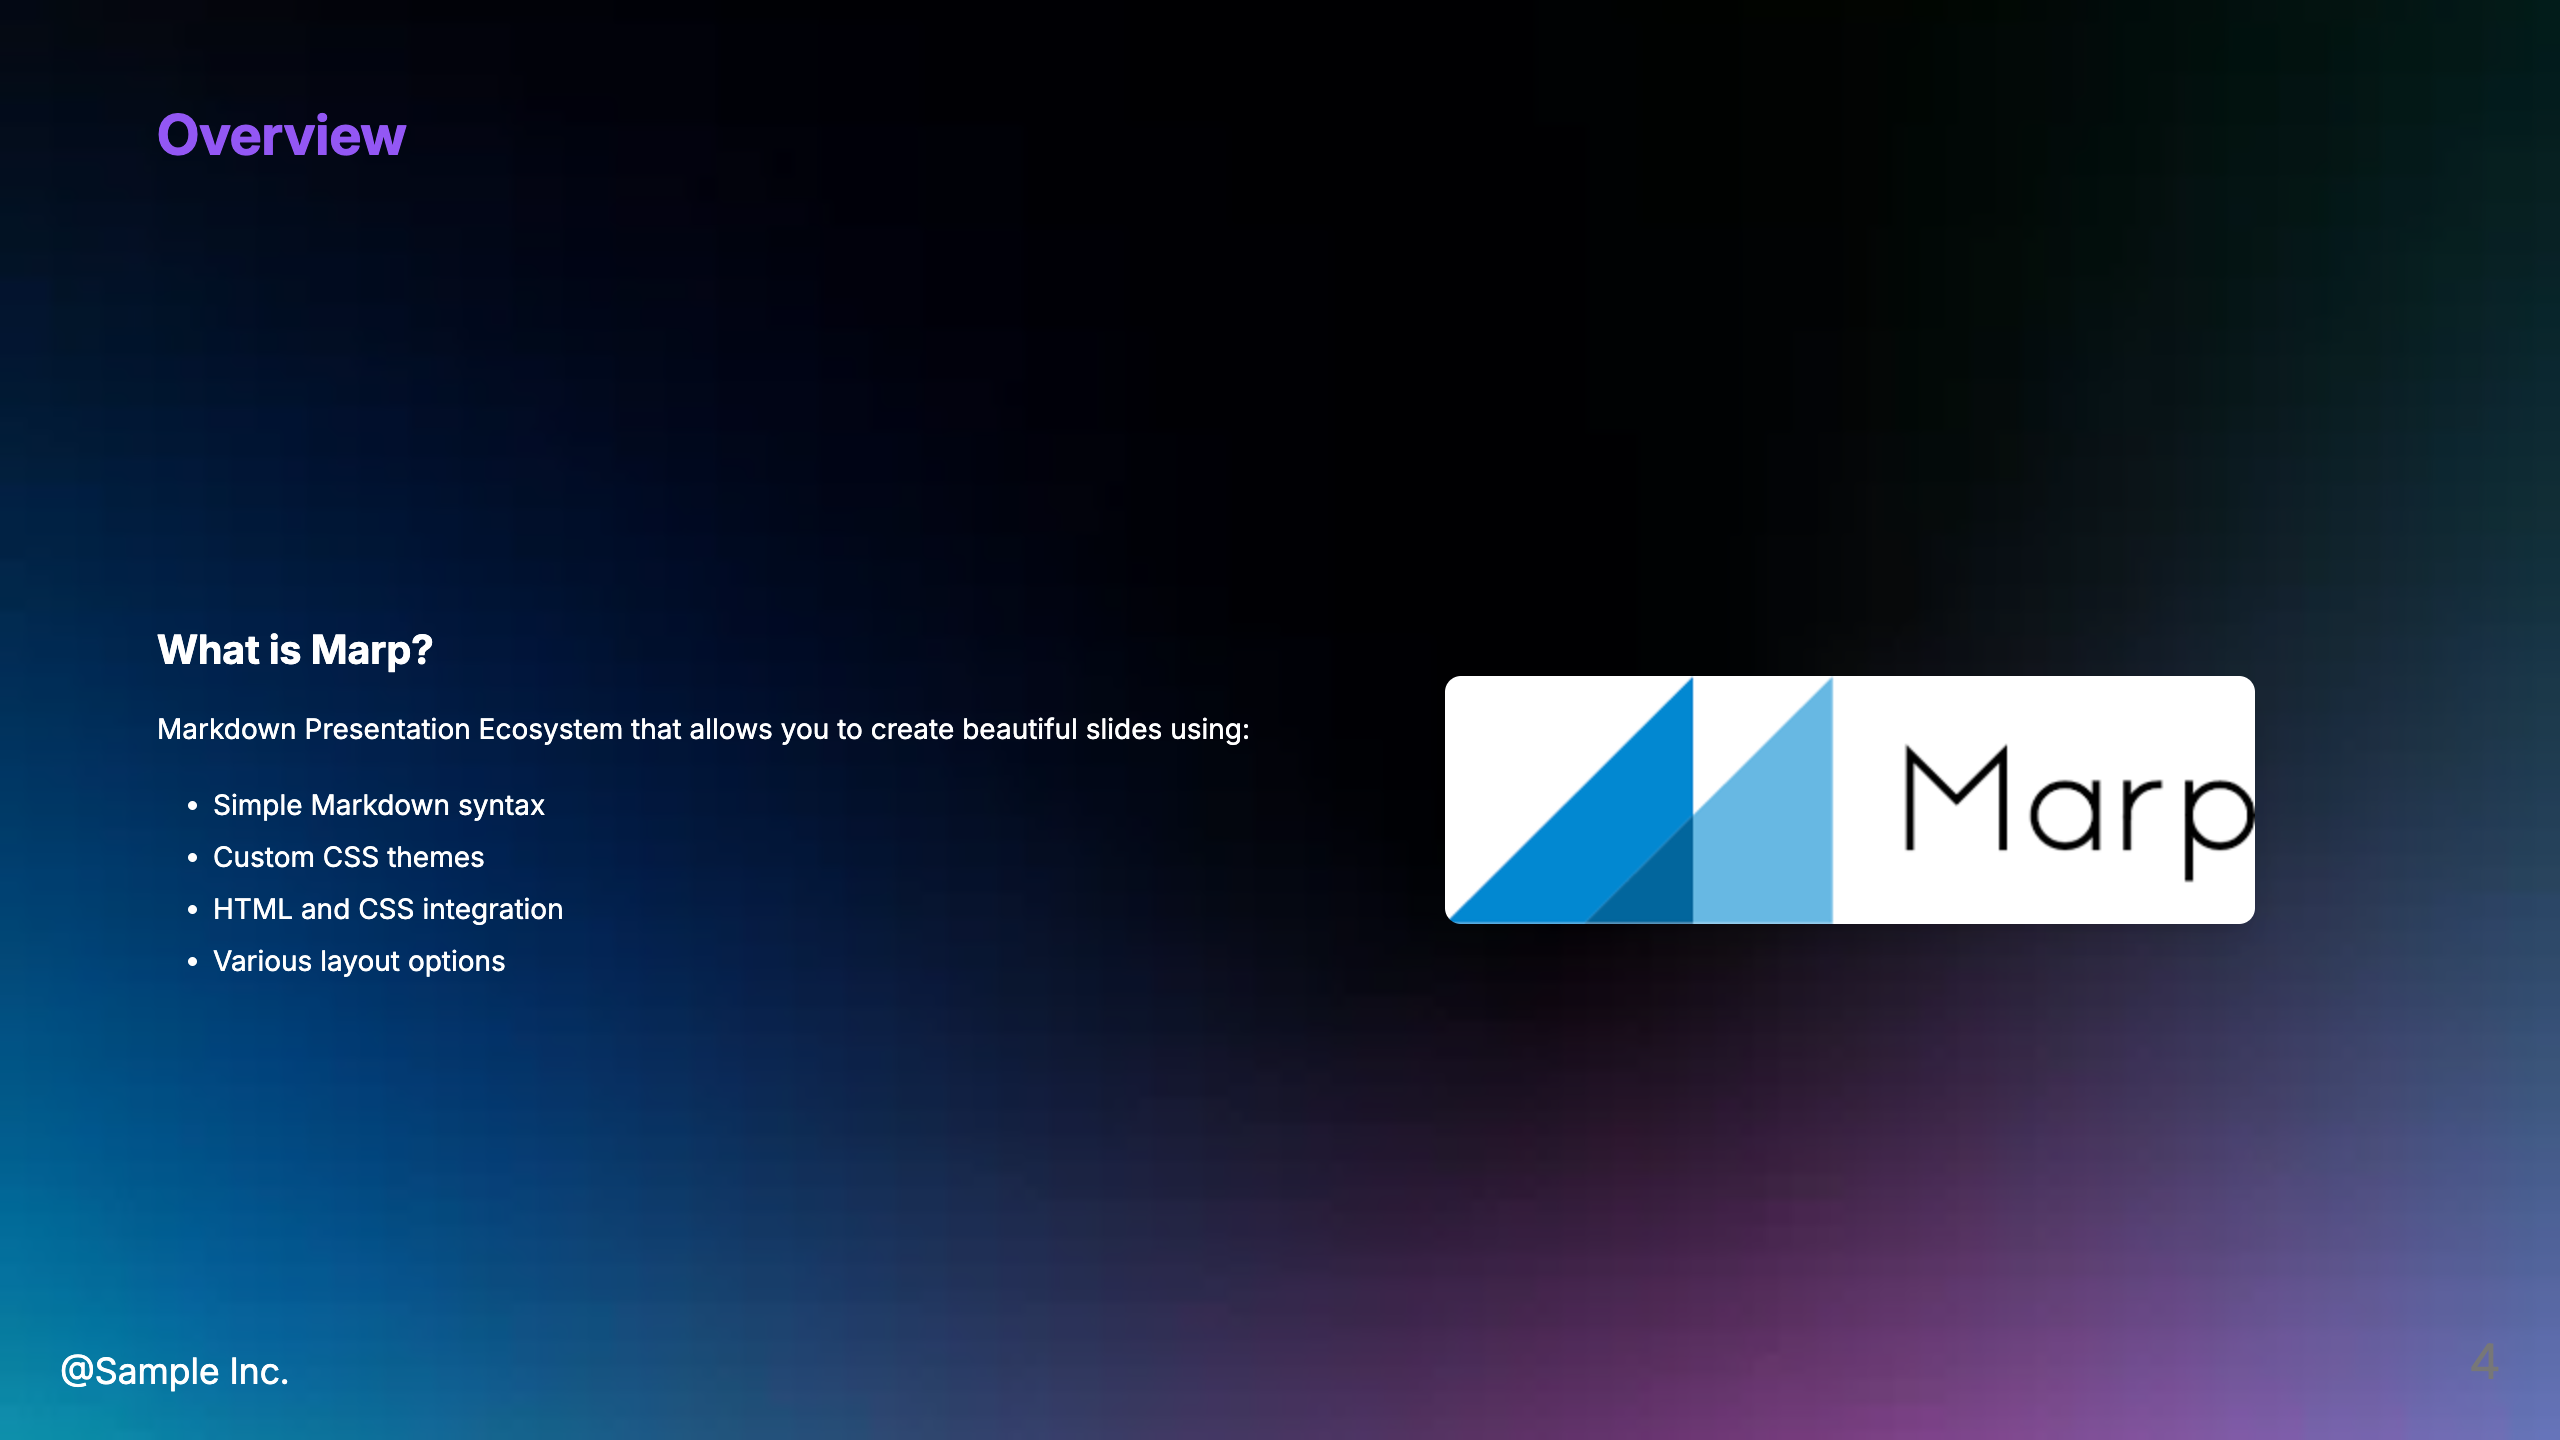 Overview
What is Marp?
Markdown Presentation Ecosystem that allows you to create beautiful slides using:
• Simple Markdown syntax
• Custom CSS themes
• HTML and CSS integration
• Various layout options
Marp
@Sample Inc.
4